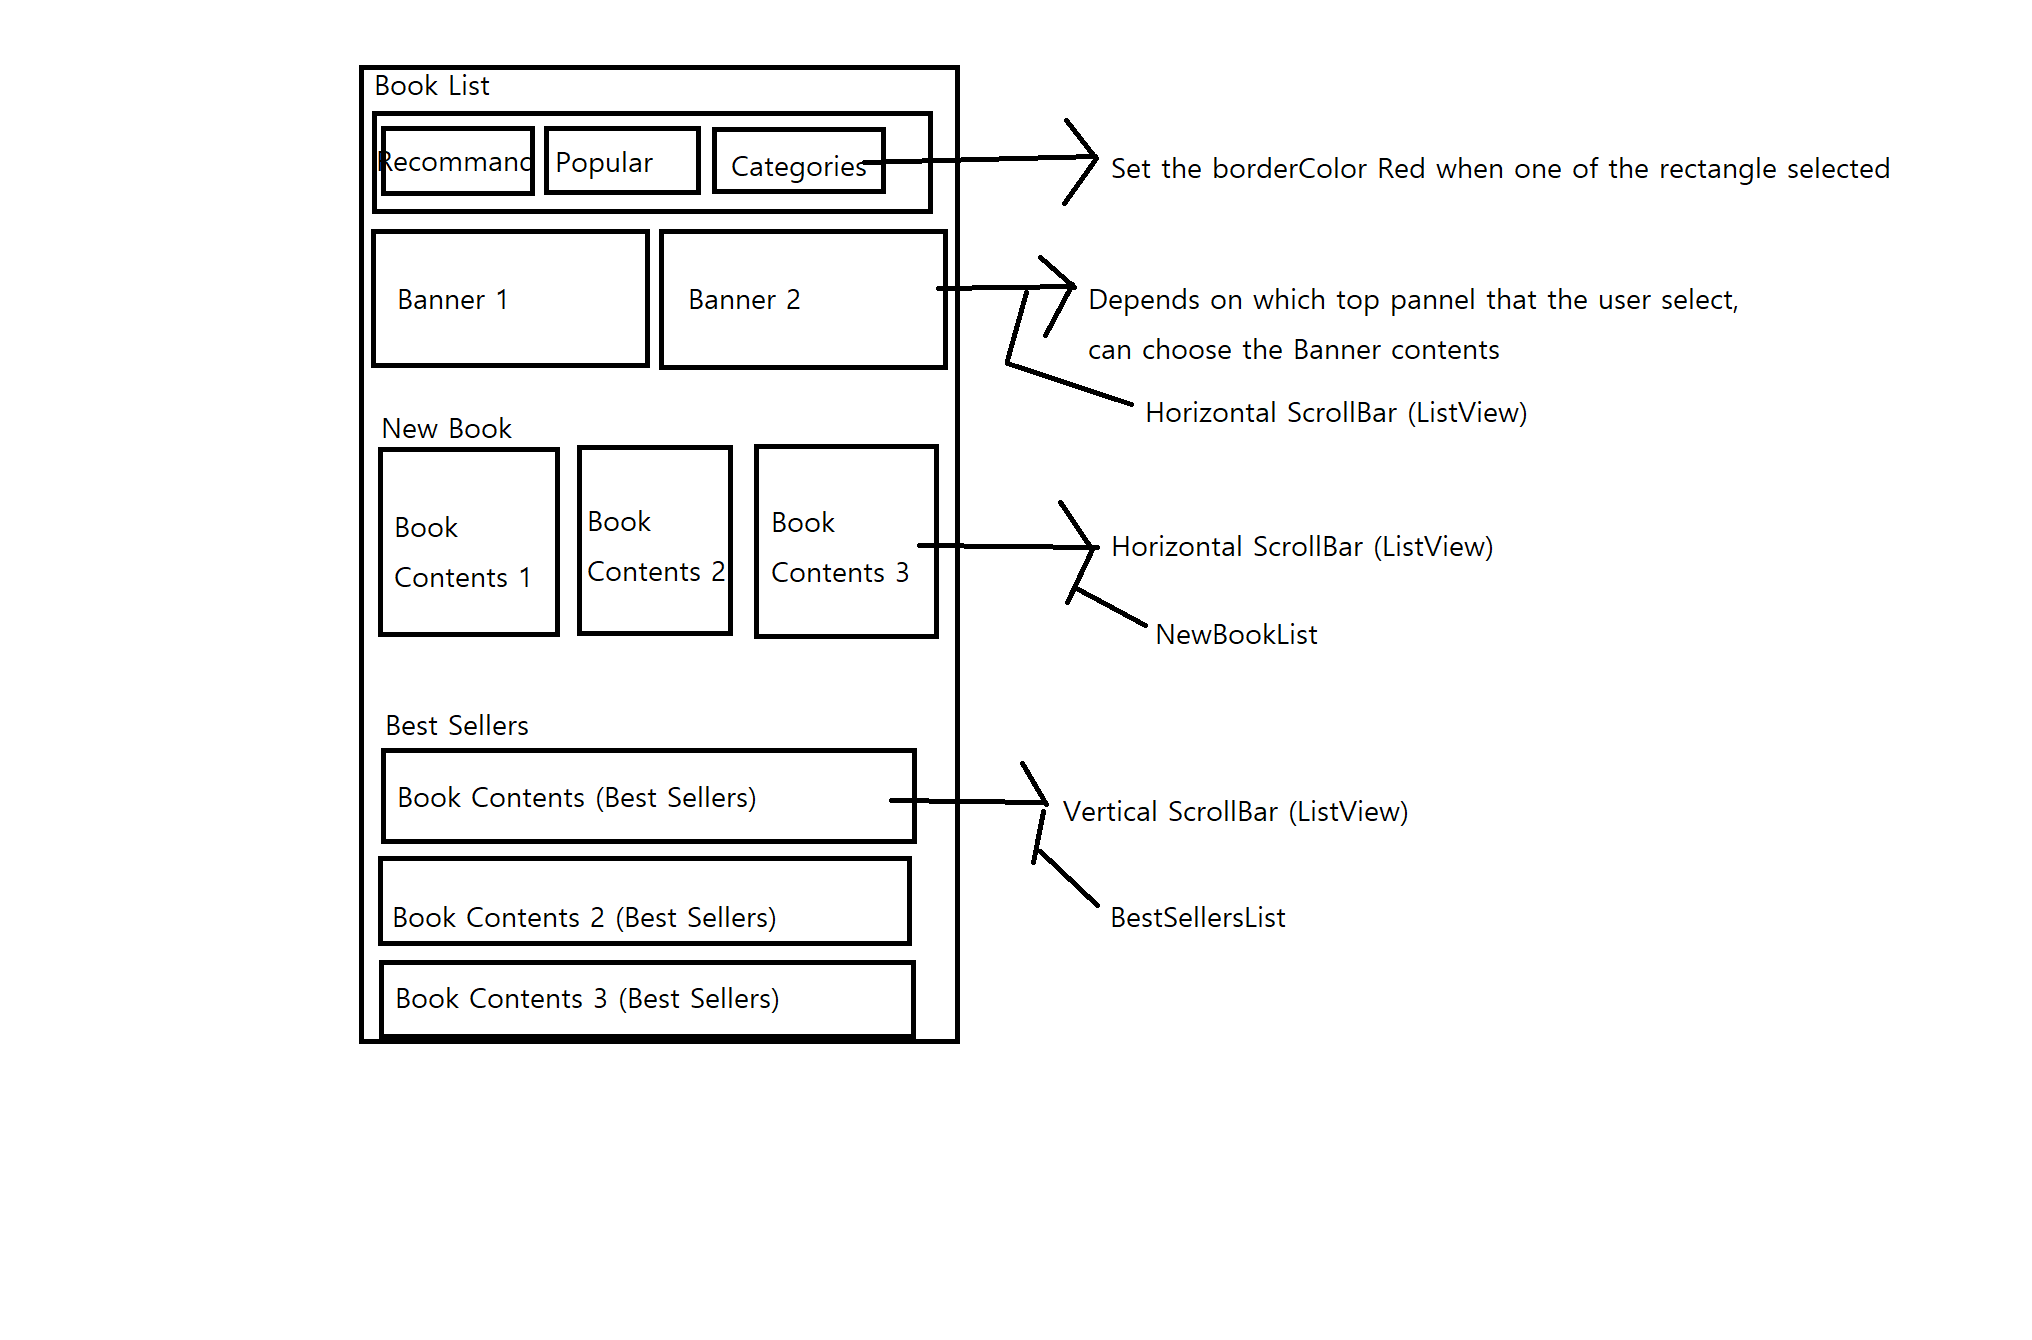 Book List
Recommand
Popular
Categories
Set the borderColor Red when one of the rectangle selected
Banner 1
Banner 2
Depends on which top pannel that the user select,
can choose the Banner contents
Horizontal ScrollBar (ListView)
New Book
Book
Contents 1
Book
Contents 2
Book
Contents 3
Horizontal ScrollBar (ListView)
NewBookList
Best Sellers
Book Contents (Best Sellers)
Vertical ScrollBar (ListView)
Book Contents 2 (Best Sellers)
BestSellersList
Book Contents 3 (Best Sellers)